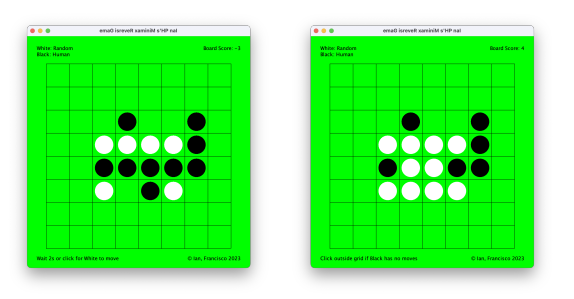 emaG isreveR xaminiM s'HP naI
White: Random
Black: Human
Board Score: -3
Wait 2s or click for White to move
© Ian, Francisco 2023
emaG isreveR xaminiM s'HP naI
White: Random
Black: Human
Board Score: 4
Click outside grid if Black has no moves
© Ian, Francisco 2023